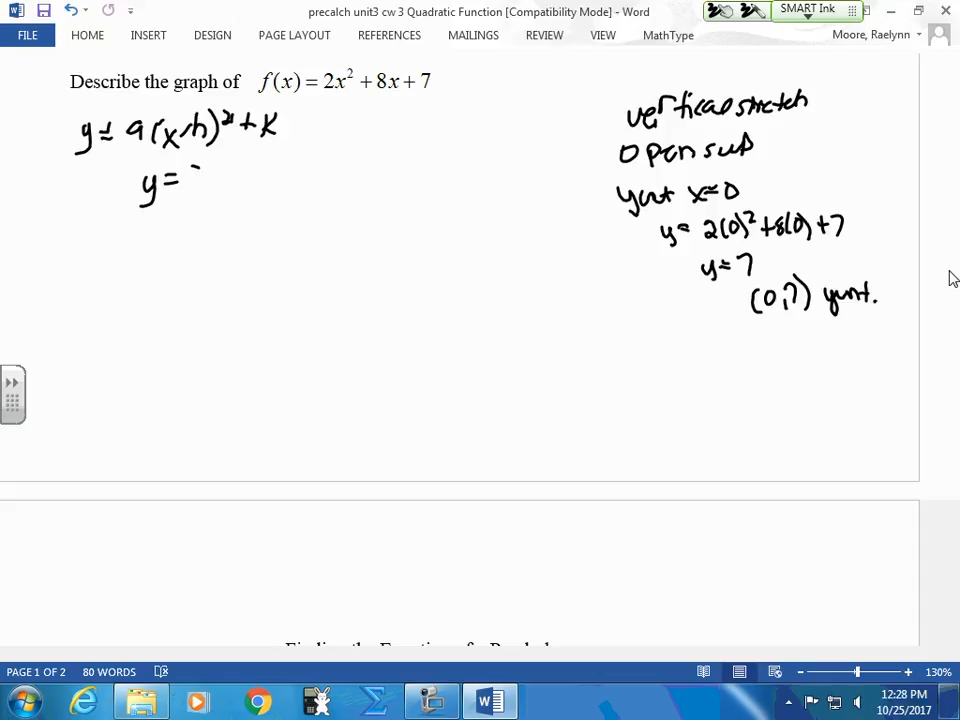 precalch unit3 cw 3 Quadratic Function [Compatibility Mode] - Word
SMART Ink
FILE HOME INSERT DESIGN PAGE LAYOUT REFERENCES MAILINGS REVIEW VIEW MathType Moore, Raelynn
Describe the graph of f(x) = 2x² + 8x + 7
y = a(x-h)² + k
y =
vertical stretch
opens up
yint x=0
y = 2(0)² + 8(0) + 7
y = 7
(0,7) yint.
PAGE 1 OF 2 80 WORDS 130%
12:28 PM
10/25/2017